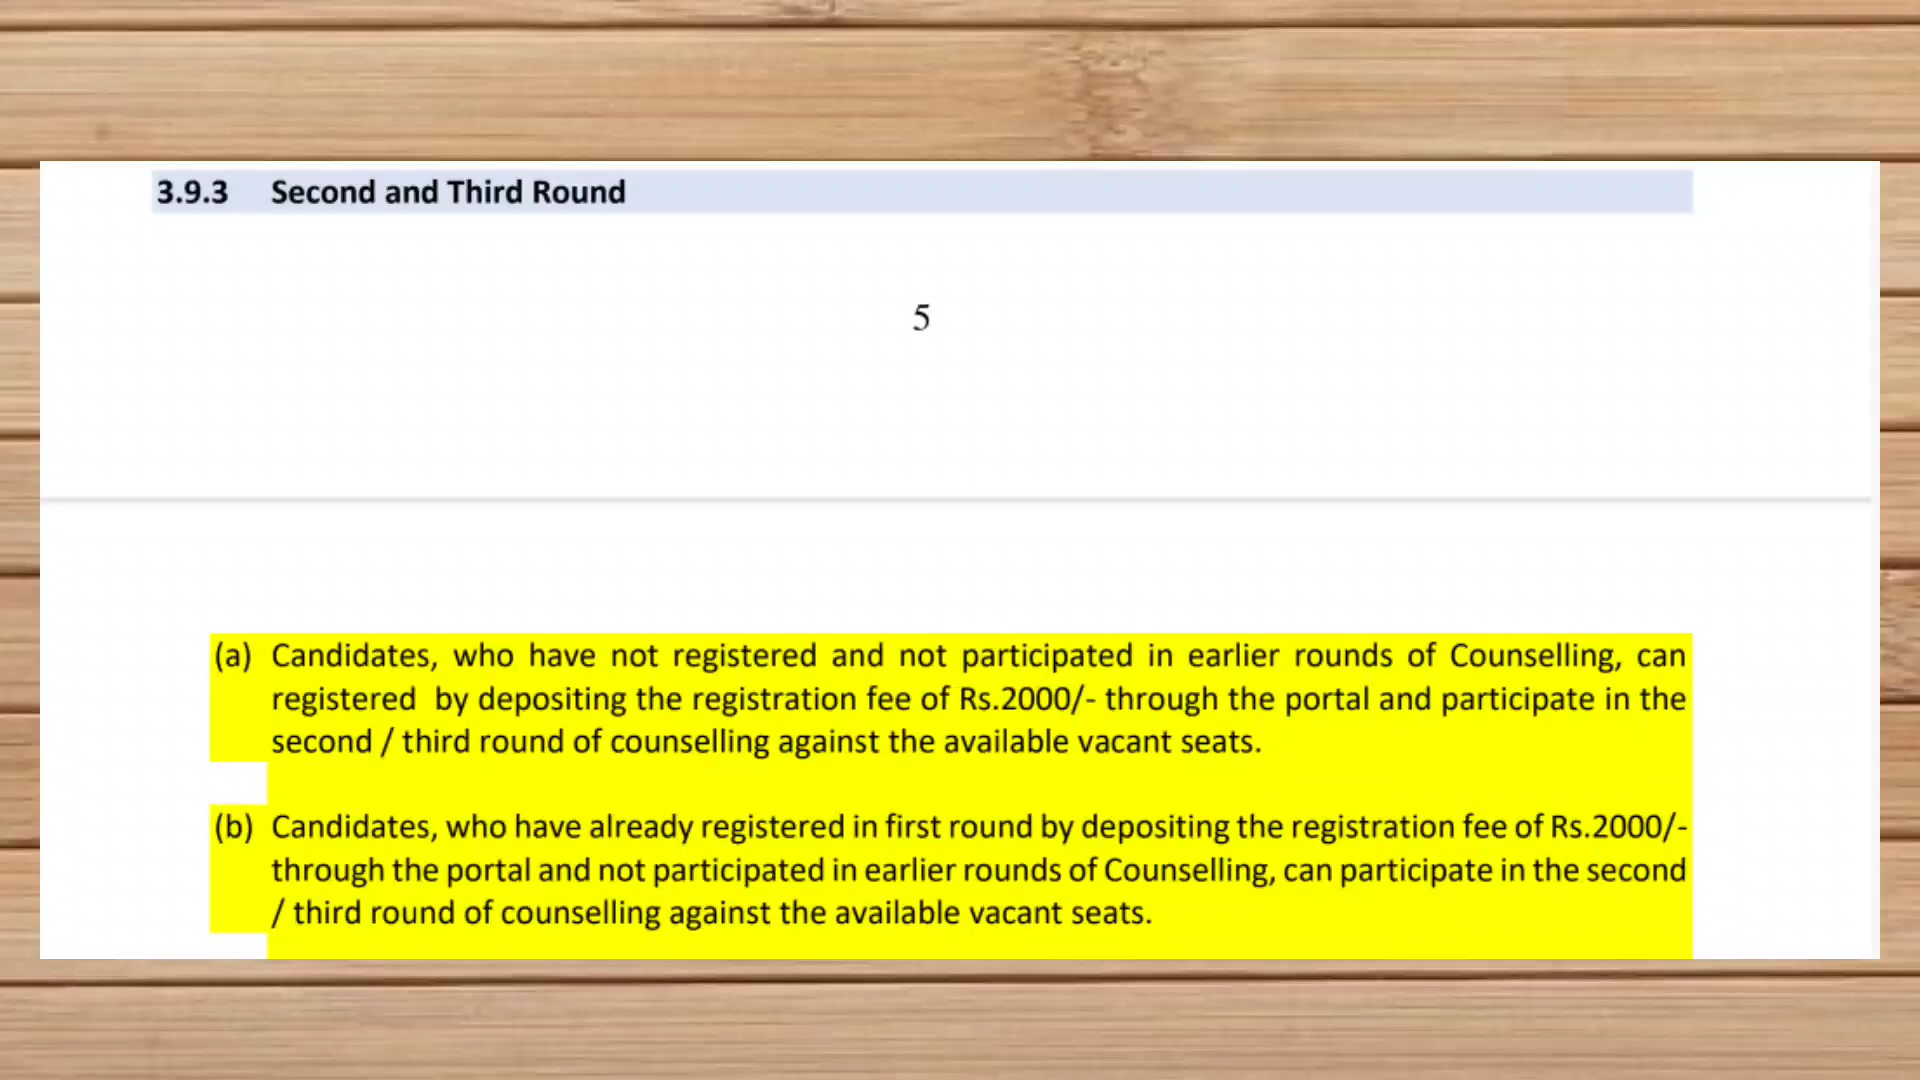 3.9.3 Second and Third Round
5
(a) Candidates, who have not registered and not participated in earlier rounds of Counselling, can
registered by depositing the registration fee of Rs.2000/- through the portal and participate in the
second / third round of counselling against the available vacant seats.
(b) Candidates, who have already registered in first round by depositing the registration fee of Rs.2000/-
through the portal and not participated in earlier rounds of Counselling, can participate in the second
/ third round of counselling against the available vacant seats.